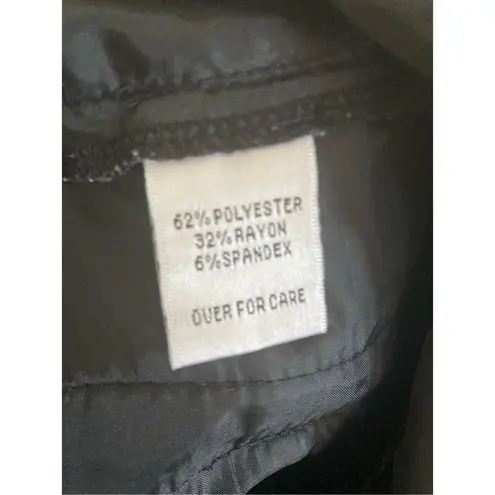 62% POLYESTER
32% RAYON
6% SPANDEX
OVER FOR CARE